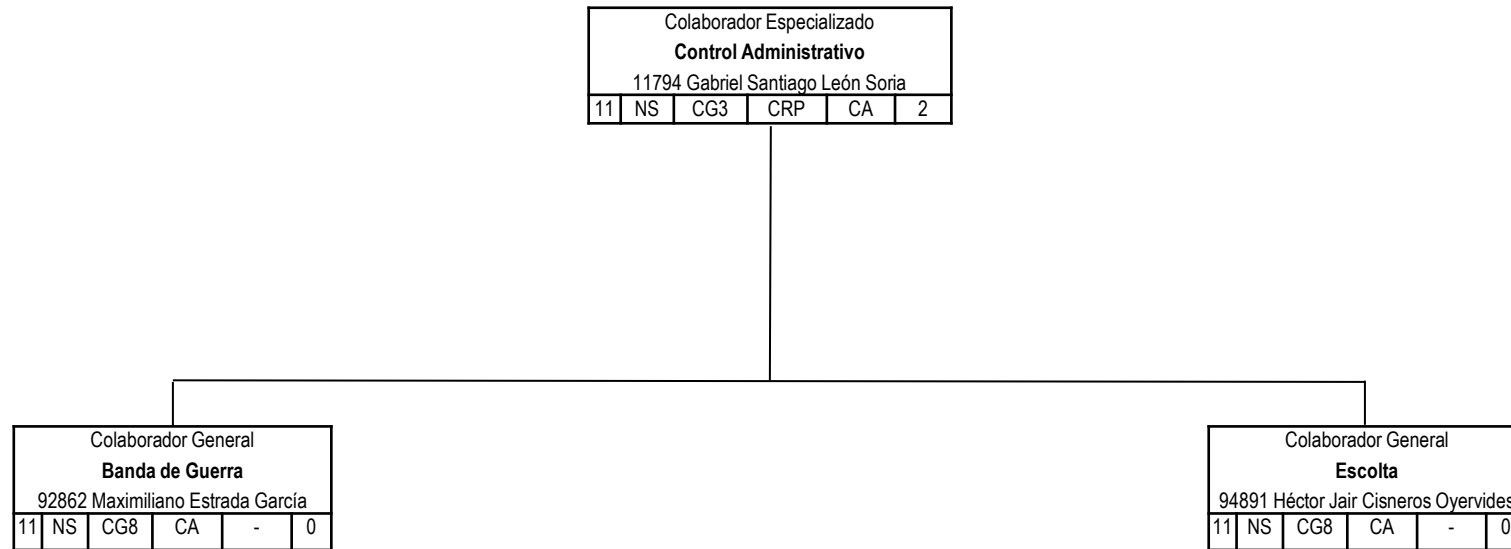 Colaborador Especializado
Control Administrativo
11794 Gabriel Santiago León Soria
11 NS CG3 CRP CA 2
Colaborador General
Banda de Guerra
92862 Maximiliano Estrada García
11 NS CG8 CA - 0
Colaborador General
Escolta
94891 Héctor Jair Cisneros Oyervides
11 NS CG8 CA - 0